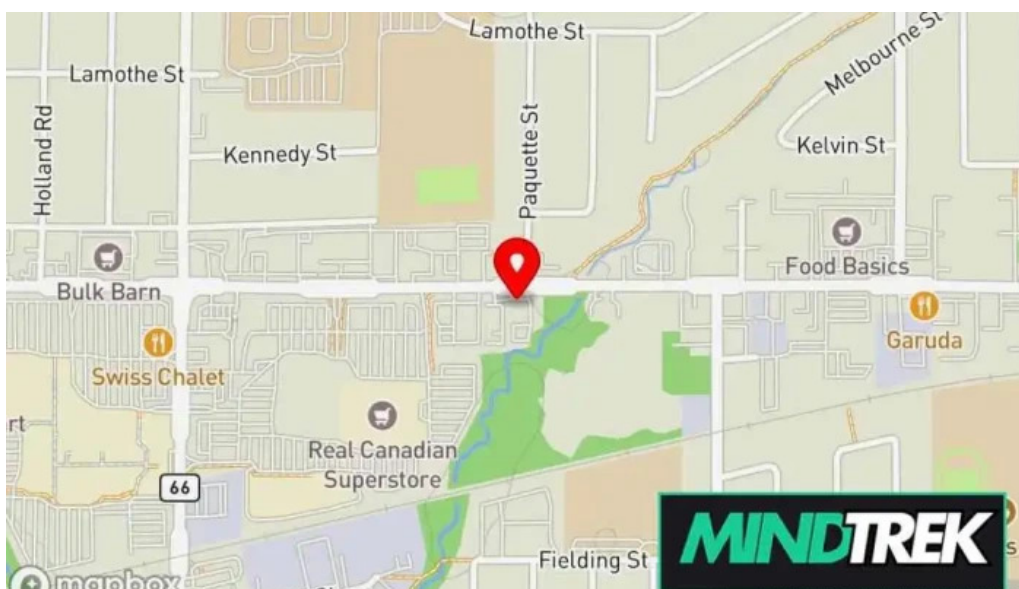 Lamothe St
Lamothe St
Melbourne St
Holland Rd
Kennedy St
Paquette St
Kelvin St
Bulk Barn
Food Basics
Swiss Chalet
Garuda
rt
Real Canadian
Superstore
66
MINDTREK
s
Fielding St
mapbox